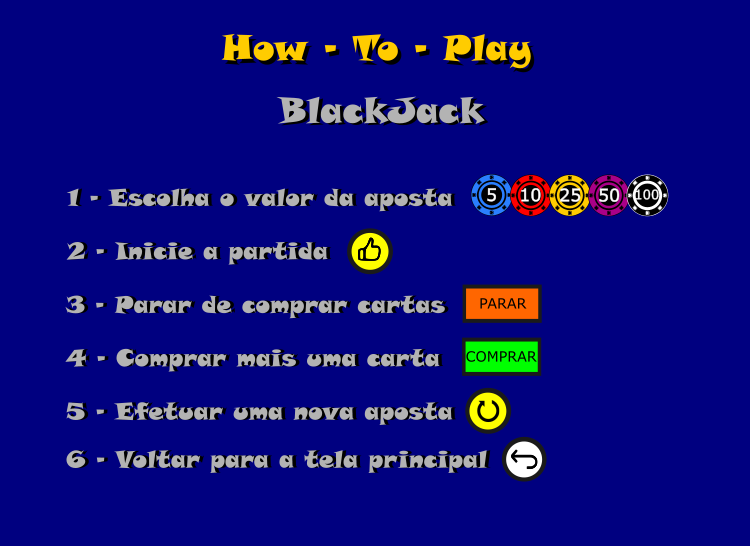 How - To - Play
BlackJack
1 - Escolha o valor da aposta 5 10 25 50 100
2 - Inicie a partida
3 - Parar de comprar cartas PARAR
4 - Comprar mais uma carta COMPRAR
5 - Efetuar uma nova aposta
6 - Voltar para a tela principal